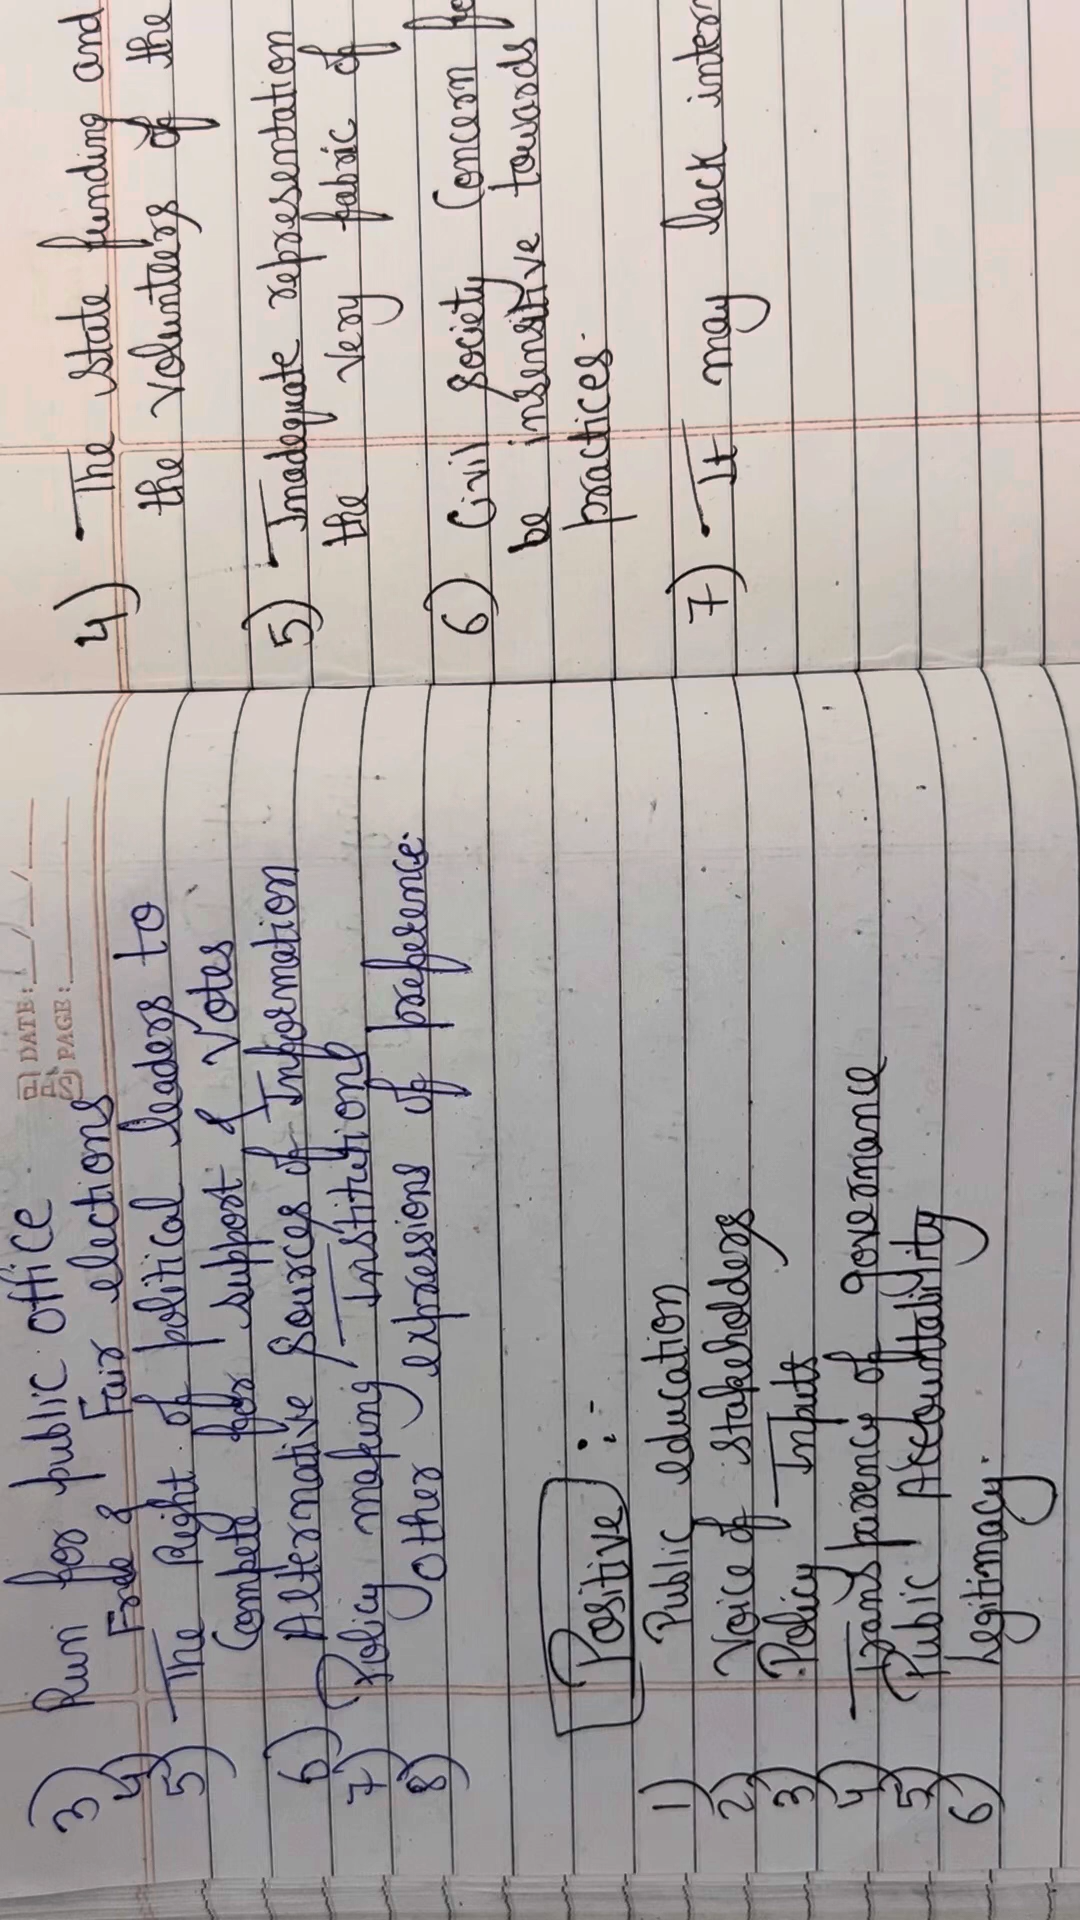 DATE:
PAGE:
3) Run for public office
4) Free & Fair elections
5) The Right of political leaders to
Compete for support & Votes
6) Alternative Sources of Information
7) Policy making Institutions
8) Other expressions of preference.
Positive :-
1) Public education
2) Voice of stakeholders
3) Policy Inputs
4) Transpairency of governance
5) Public Accountability
6) Legitimacy.
4) The state funding and
the volunteers of the
5) Inadequate representation
the very fabric of
6) Civil society Concern
be insensitive towards
practices.
7) It may lack